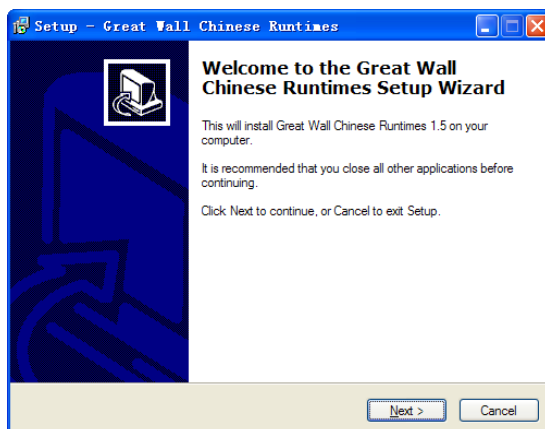 Setup - Great Wall Chinese Runtimes
Welcome to the Great Wall
Chinese Runtimes Setup Wizard
This will install Great Wall Chinese Runtimes 1.5 on your
computer.
It is recommended that you close all other applications before
continuing.
Click Next to continue, or Cancel to exit Setup.
Next >
Cancel